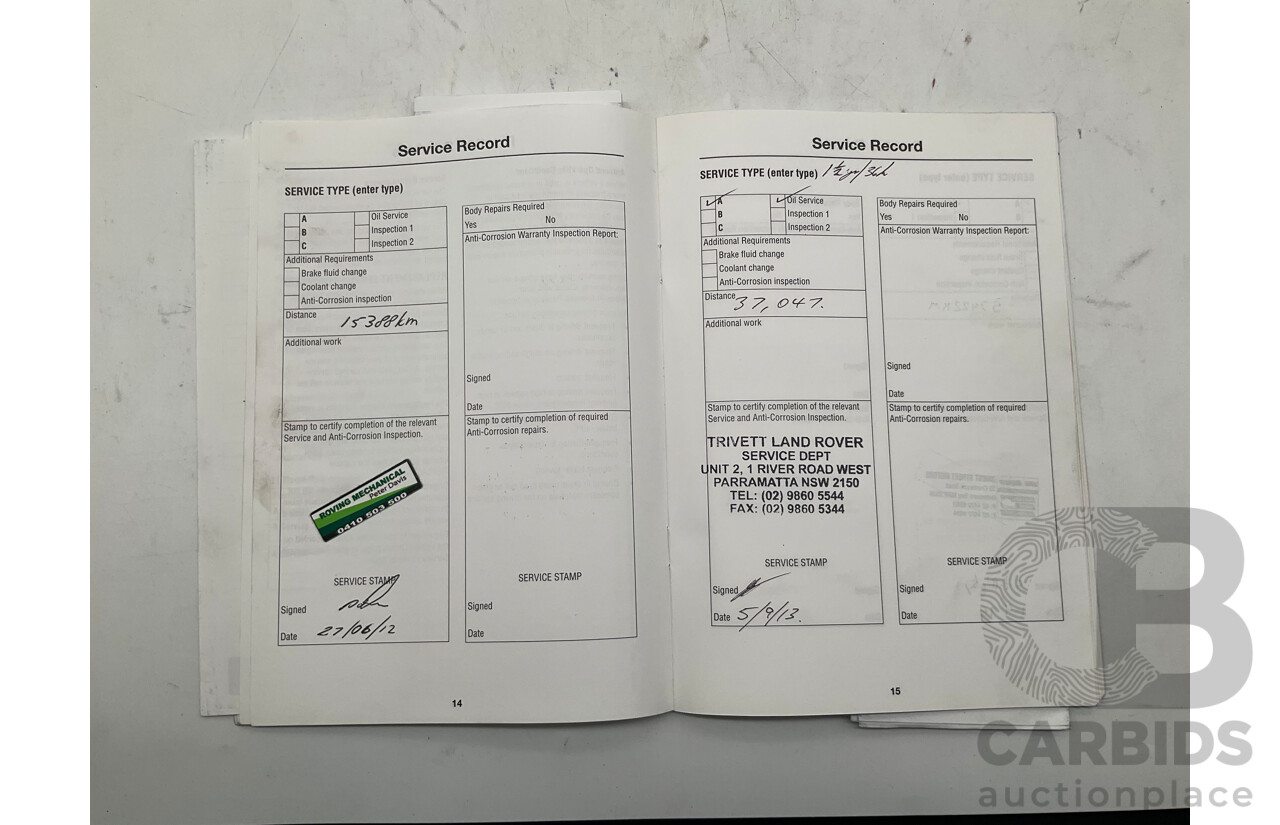 Service Record
SERVICE TYPE (enter type)
A
Oil Service
B
Inspection 1
C
Inspection 2
Additional Requirements
Brake fluid change
Coolant change
Anti-Corrosion inspection
Distance
15388km
Additional work
Stamp to certify completion of the relevant
Service and Anti-Corrosion Inspection.
ROVING MECHANICAL
Peter Davis
0410 503 500
SERVICE STAMP
Signed
Date 27/06/12
Body Repairs Required
Yes No
Anti-Corrosion Warranty Inspection Report:
Signed
Date
Stamp to certify completion of required
Anti-Corrosion repairs.
SERVICE STAMP
Signed
Date
14
Service Record
SERVICE TYPE (enter type)
A
Oil Service
B
Inspection 1
C
Inspection 2
Additional Requirements
Brake fluid change
Coolant change
Anti-Corrosion inspection
Distance 37,047.
Additional work
Stamp to certify completion of the relevant
Service and Anti-Corrosion Inspection.
TRIVETT LAND ROVER
SERVICE DEPT
UNIT 2, 1 RIVER ROAD WEST
PARRAMATTA NSW 2150
TEL: (02) 9860 5544
FAX: (02) 9860 5344
SERVICE STAMP
Signed
Date 5/9/13.
Body Repairs Required
Yes No
Anti-Corrosion Warranty Inspection Report:
Signed
Date
Stamp to certify completion of required
Anti-Corrosion repairs.
SERVICE STAMP
Signed
Date
15
CB
CARBIDS
auctionplace